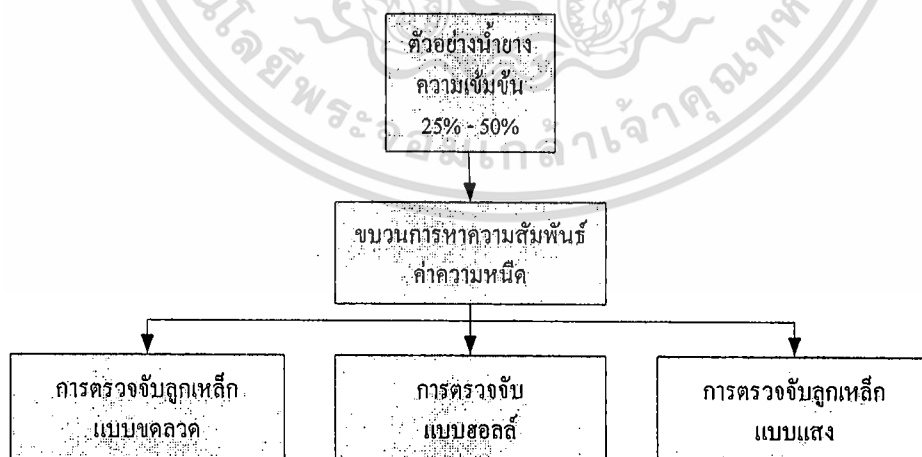 ตัวอย่างน้ำยาง
ความเข้มข้น
25% - 50%
ขบวนการหาความสัมพันธ์
ค่าความหนืด
การตรวจจับลูกเหล็ก
แบบขดลวด
การตรวจจับ
แบบฮอลล์
การตรวจจับลูกเหล็ก
แบบแสง